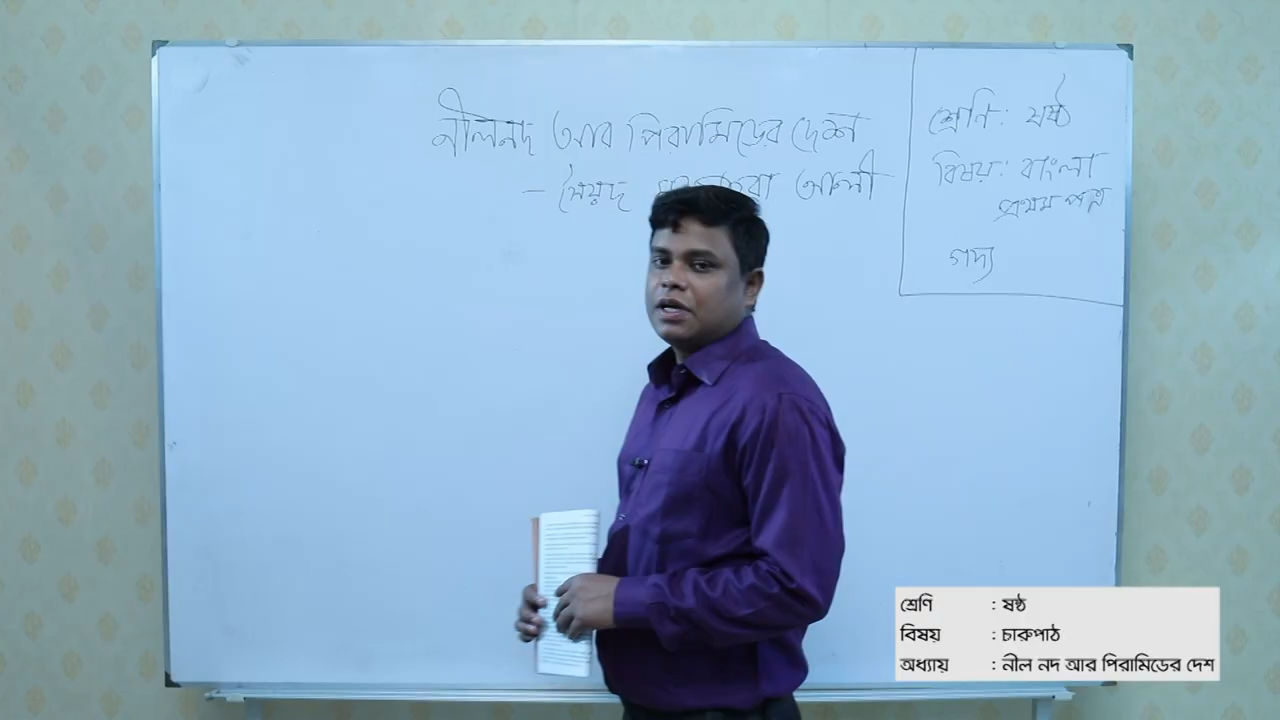 নীলনদ আর পিরামিডের দেশ
– সৈয়দ আলী
শ্রেণি: ষষ্ঠ
বিষয়: বাংলা
প্রথম পত্র
গদ্য
শ্রেণি : ষষ্ঠ
বিষয় : চারুপাঠ
অধ্যায় : নীল নদ আর পিরামিডের দেশ